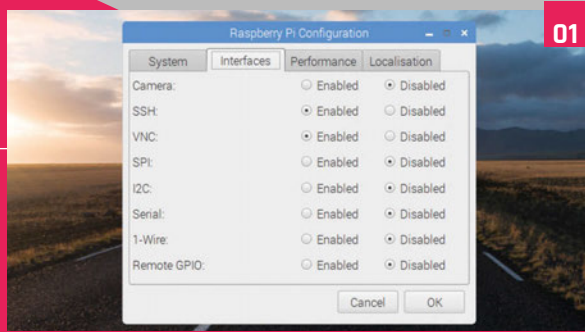 Raspberry Pi Configuration
01
System Interfaces Performance Localisation
Camera: Enabled Disabled
SSH: Enabled Disabled
VNC: Enabled Disabled
SPI: Enabled Disabled
I2C: Enabled Disabled
Serial: Enabled Disabled
1-Wire: Enabled Disabled
Remote GPIO: Enabled Disabled
Cancel OK